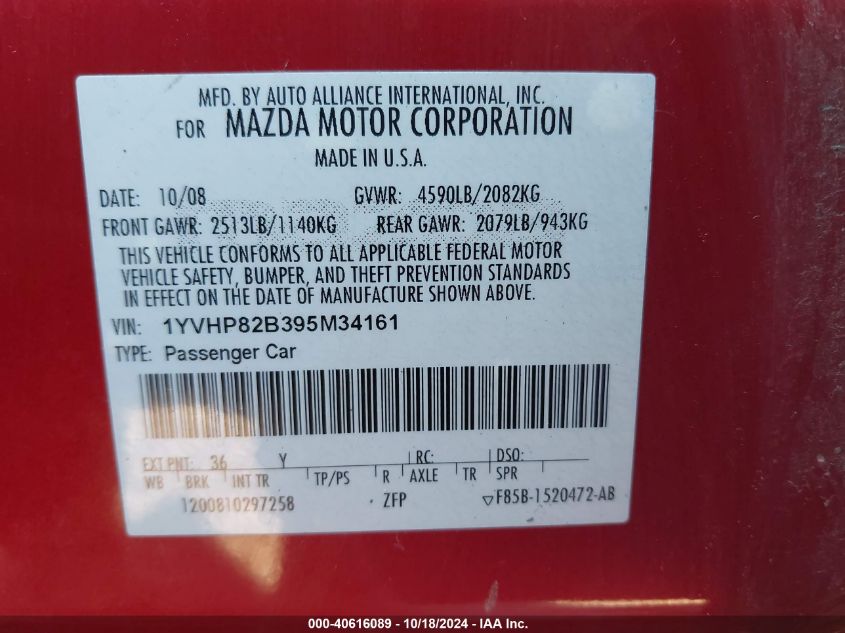 MFD. BY AUTO ALLIANCE INTERNATIONAL, INC.
FOR MAZDA MOTOR CORPORATION
MADE IN U.S.A.
DATE: 10/08 GVWR: 4590LB/2082KG
FRONT GAWR: 2513LB/1140KG REAR GAWR: 2079LB/943KG
THIS VEHICLE CONFORMS TO ALL APPLICABLE FEDERAL MOTOR
VEHICLE SAFETY, BUMPER, AND THEFT PREVENTION STANDARDS
IN EFFECT ON THE DATE OF MANUFACTURE SHOWN ABOVE.
VIN: 1YVHP82B395M34161
TYPE: Passenger Car
EXT PNT: 36 Y RC: DSO:
WB BRK INT TR TP/PS R AXLE TR SPR
1200810297258 ZFP ▽F85B-1520472-AB
000-40616089 - 10/18/2024 - IAA Inc.